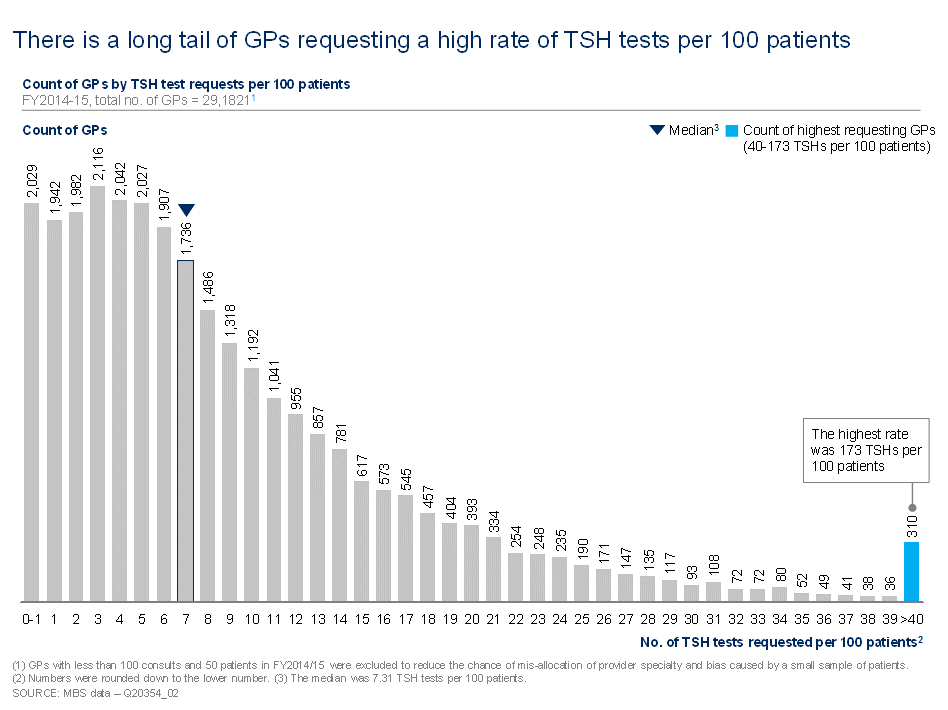 There is a long tail of GPs requesting a high rate of TSH tests per 100 patients
Count of GPs by TSH test requests per 100 patients
FY2014-15, total no. of GPs = 29,1821¹
Count of GPs
Median³
Count of highest requesting GPs
(40-173 TSHs per 100 patients)
2,029
1,942
1,982
2,116
2,042
2,027
1,907
1,736
1,486
1,318
1,192
1,041
955
857
781
617
573
545
457
404
393
334
254
248
235
190
171
147
135
117
93
108
72
72
80
52
49
41
38
36
310
The highest rate
was 173 TSHs per
100 patients
0-1 1 2 3 4 5 6 7 8 9 10 11 12 13 14 15 16 17 18 19 20 21 22 23 24 25 26 27 28 29 30 31 32 33 34 35 36 37 38 39 >40
No. of TSH tests requested per 100 patients²
(1) GPs with less than 100 consults and 50 patients in FY2014/15 were excluded to reduce the chance of mis-allocation of provider specialty and bias caused by a small sample of patients.
(2) Numbers were rounded down to the lower number. (3) The median was 7.31 TSH tests per 100 patients.
SOURCE: MBS data – Q20354_02